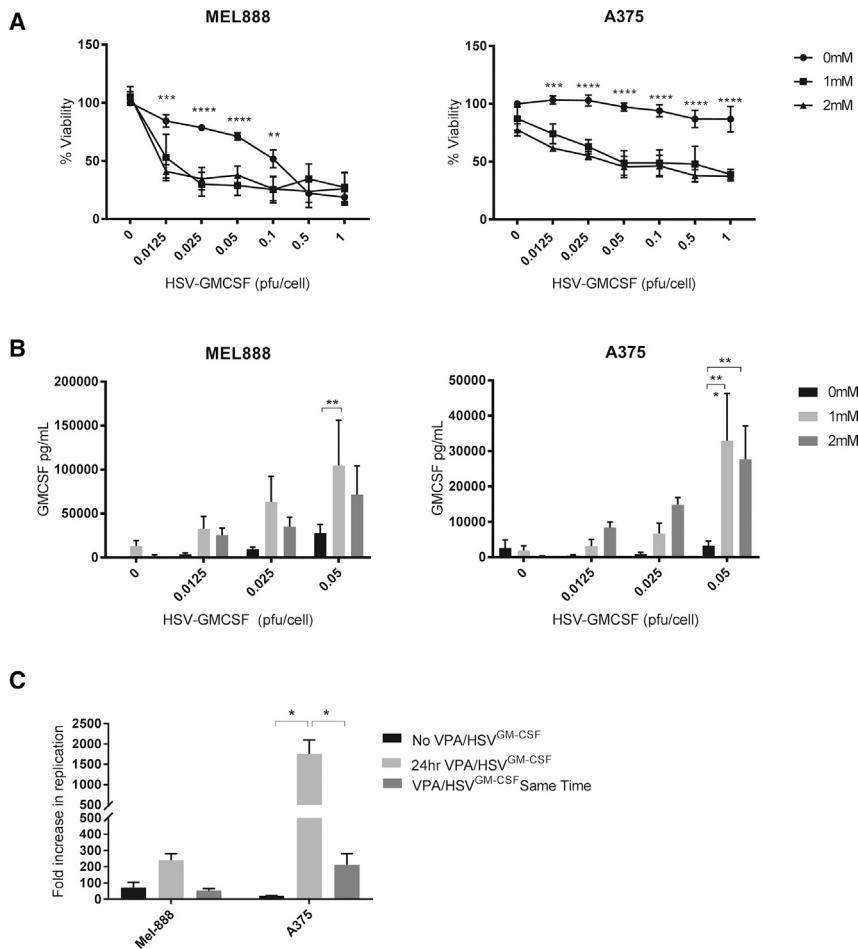 A
MEL888
A375
150
100
50
0
% Viability
***
****
****
**
0
0.0125
0.025
0.05
0.1
0.5
1
HSV-GMCSF (pfu/cell)
150
100
50
0
% Viability
***
****
****
****
****
****
0
0.0125
0.025
0.05
0.1
0.5
1
HSV-GMCSF (pfu/cell)
0mM
1mM
2mM
B
MEL888
A375
200000
150000
100000
50000
0
GMCSF pg/mL
**
0
0.0125
0.025
0.05
HSV-GMCSF (pfu/cell)
50000
40000
30000
20000
10000
0
GMCSF pg/mL
**
**
*
0
0.0125
0.025
0.05
HSV-GMCSF (pfu/cell)
0mM
1mM
2mM
C
2500
2000
1500
1000
500
500
400
300
200
100
0
Fold increase in replication
*
*
Mel-888
A375
No VPA/HSV^GM-CSF
24hr VPA/HSV^GM-CSF
VPA/HSV^GM-CSF Same Time